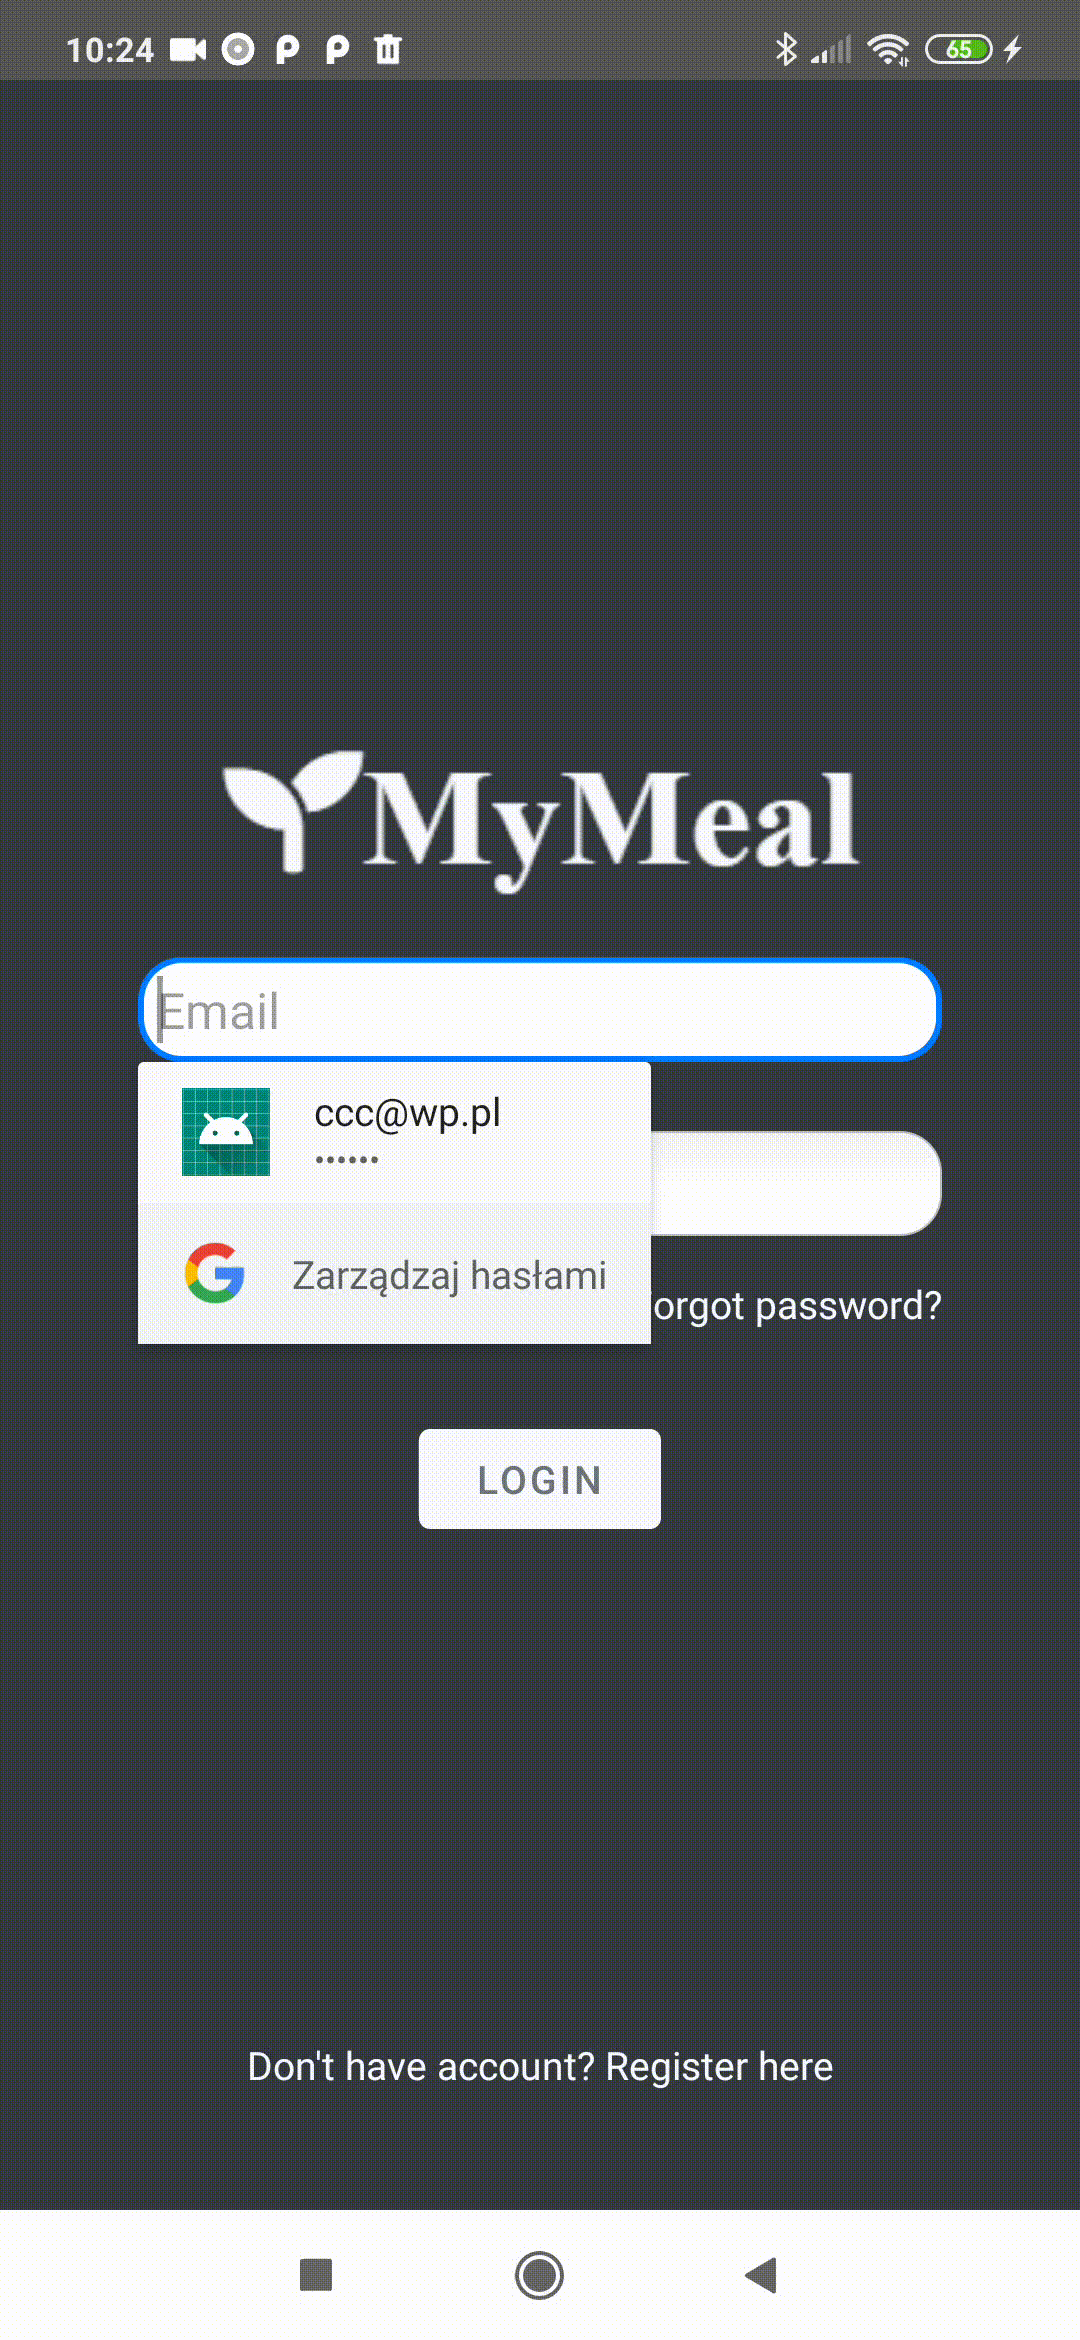 10:24
65
MyMeal
Email
ccc@wp.pl
••••••
Zarządzaj hasłami
orgot password?
LOGIN
Don't have account? Register here